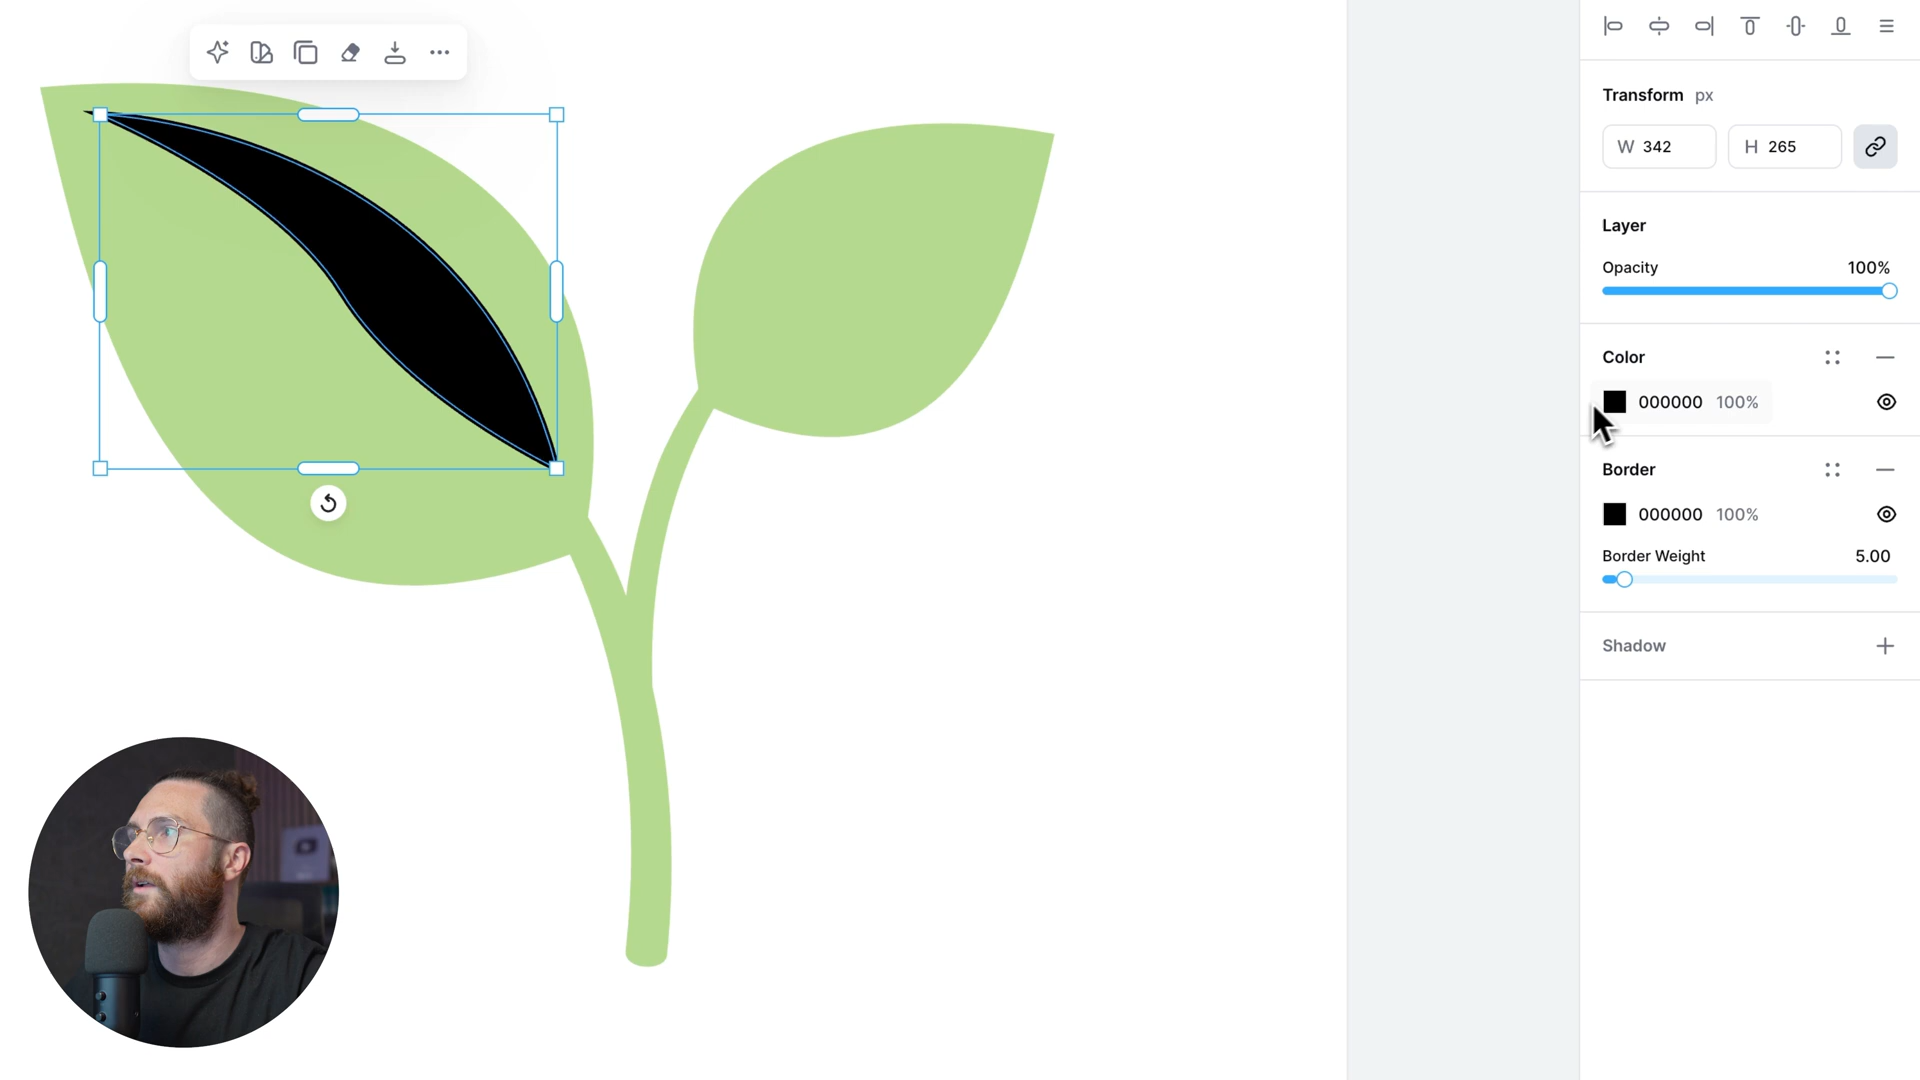 Transform px
W 342 H 265
Layer
Opacity 100%
Color
000000 100%
Border
000000 100%
Border Weight 5.00
Shadow